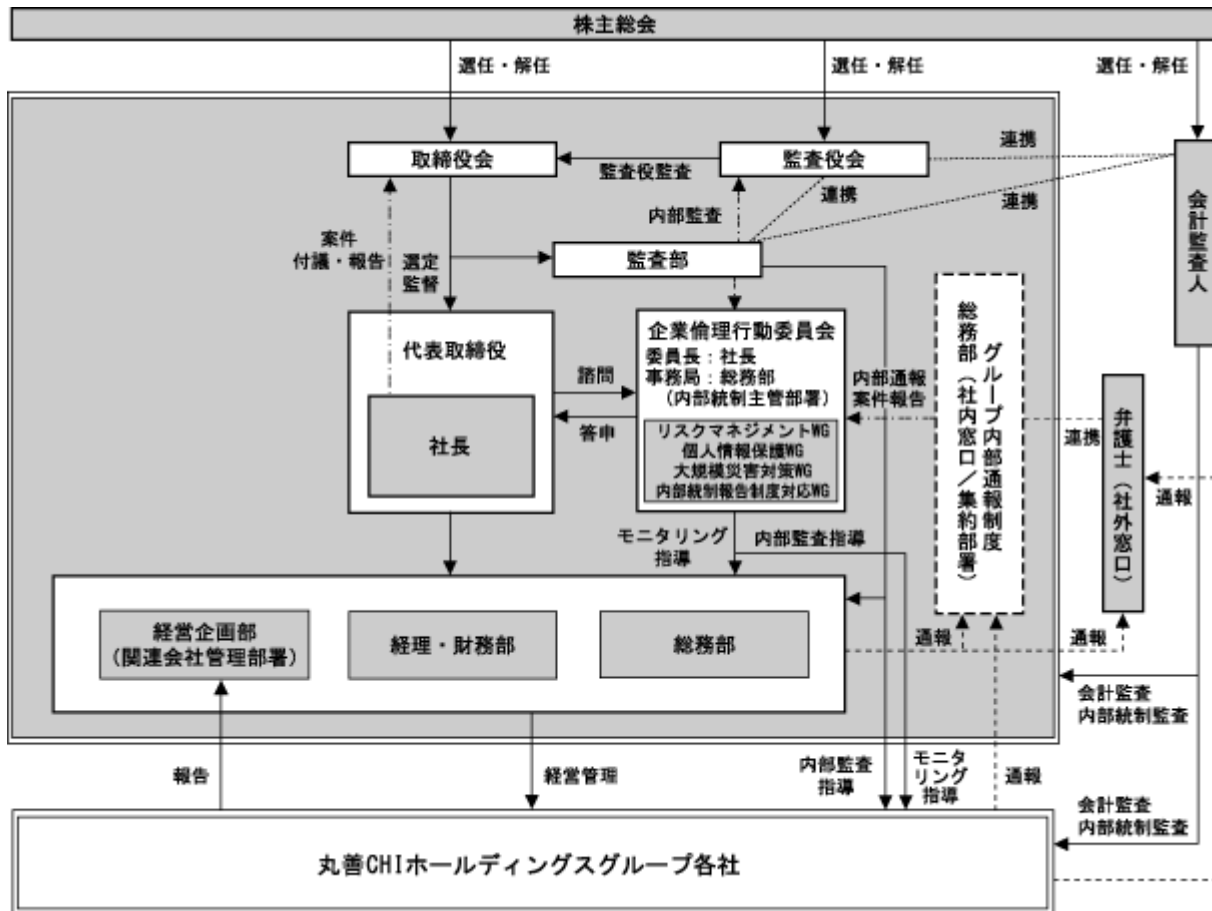 株主総会
選任・解任
選任・解任
選任・解任
取締役会
監査役監査
監査役会
連携
連携
連携
内部監査
案件
付議・報告
選定
監督
監査部
会計監査人
代表取締役
社長
諮問
答申
企業倫理行動委員会
委員長：社長
事務局：総務部
（内部統制主管部署）
リスクマネジメントWG
個人情報保護WG
大規模災害対策WG
内部統制報告制度対応WG
内部通報
案件報告
グループ内部通報制度
総務部（社内窓口／集約部署）
連携
弁護士（社外窓口）
通報
モニタリング
指導
内部監査指導
経営企画部
（関連会社管理部署）
経理・財務部
総務部
通報
通報
会計監査
内部統制監査
報告
経営管理
内部監査
指導
モニタ
リング
指導
通報
会計監査
内部統制監査
丸善CHIホールディングスグループ各社